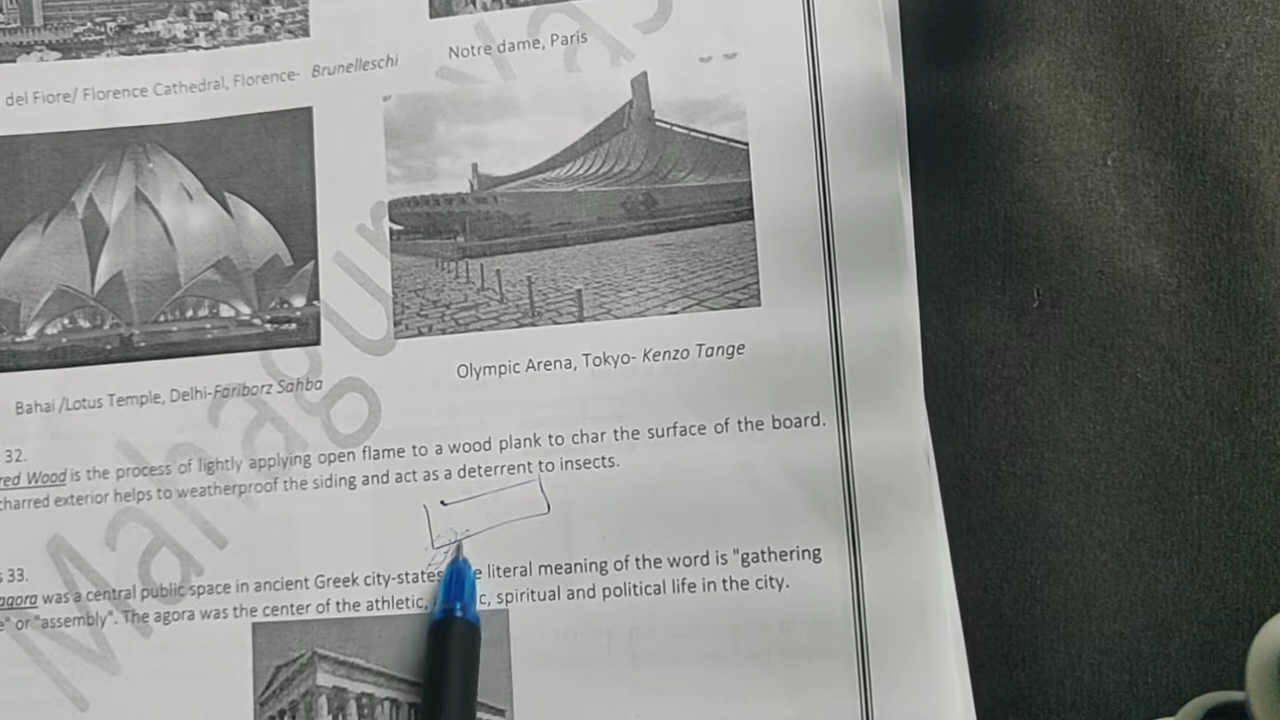 Notre dame, Paris
del Fiore/ Florence Cathedral, Florence- Brunelleschi
Olympic Arena, Tokyo- Kenzo Tange
Bahai /Lotus Temple, Delhi-Fariborz Sahba
32.
red Wood is the process of lightly applying open flame to a wood plank to char the surface of the board.
charred exterior helps to weatherproof the siding and act as a deterrent to insects.
33.
agora was a central public space in ancient Greek city-states literal meaning of the word is "gathering
e" or "assembly". The agora was the center of the athletic, spiritual and political life in the city.